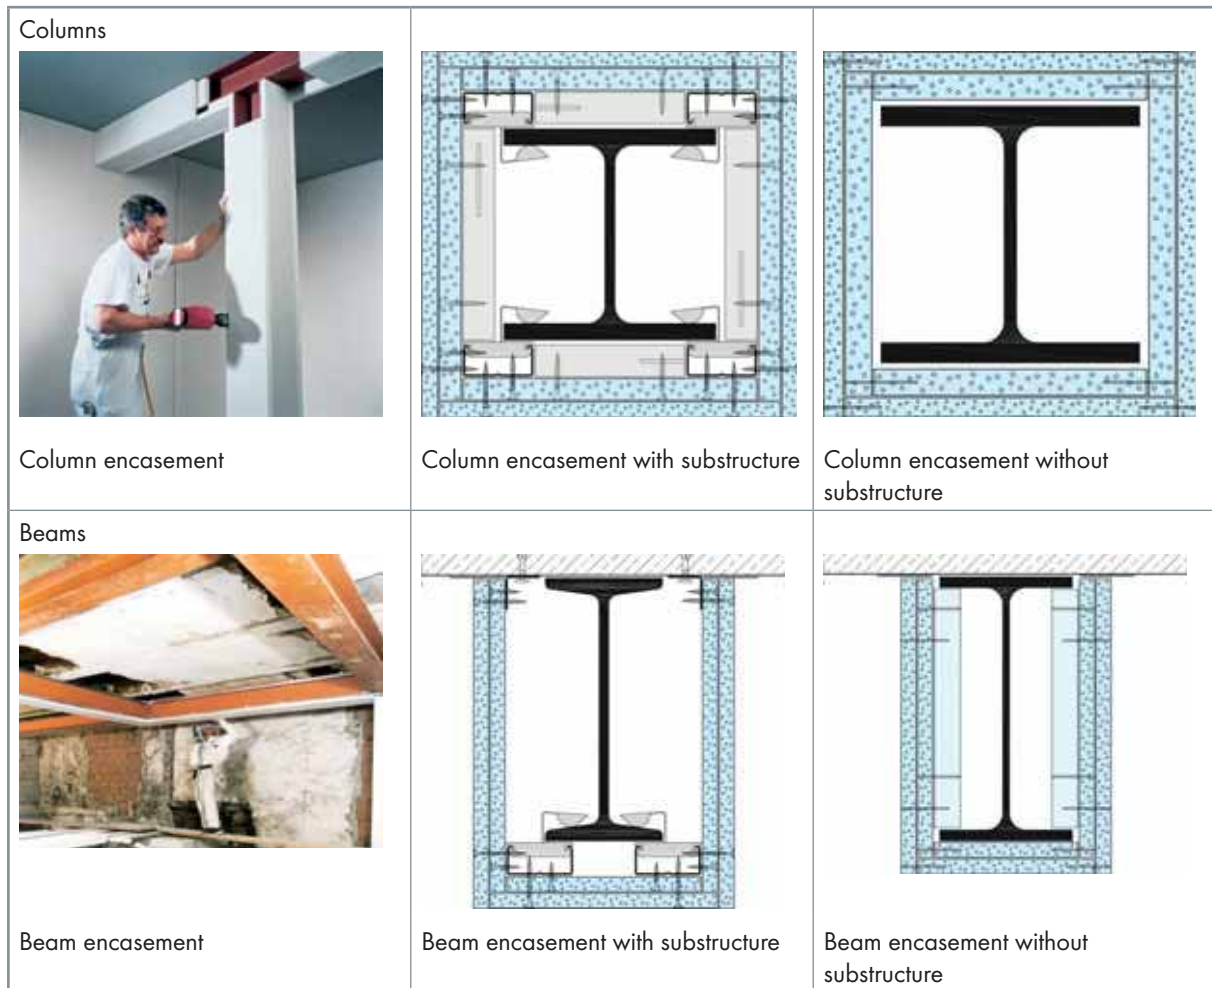 Columns
Column encasement
Column encasement with substructure
Column encasement without
substructure
Beams
Beam encasement
Beam encasement with substructure
Beam encasement without
substructure